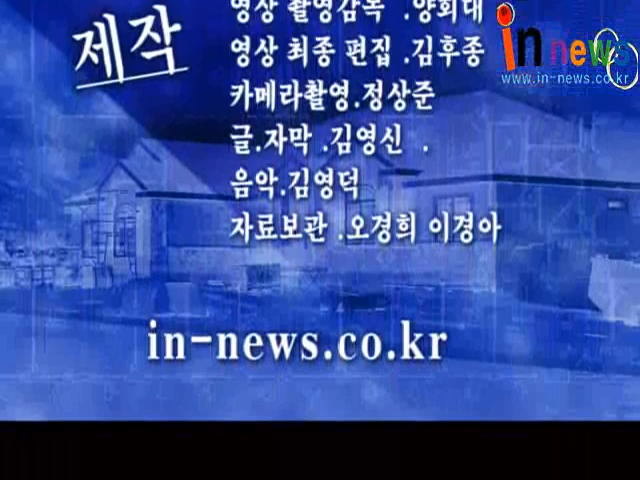 제작
영상 촬영감독 .양회대
영상 최종 편집 .김후종
카메라촬영.정상준
글.자막 .김영신 .
음악.김영덕
자료보관 .오경희 이경아
in-news.co.kr
in news
www.in-news.co.kr